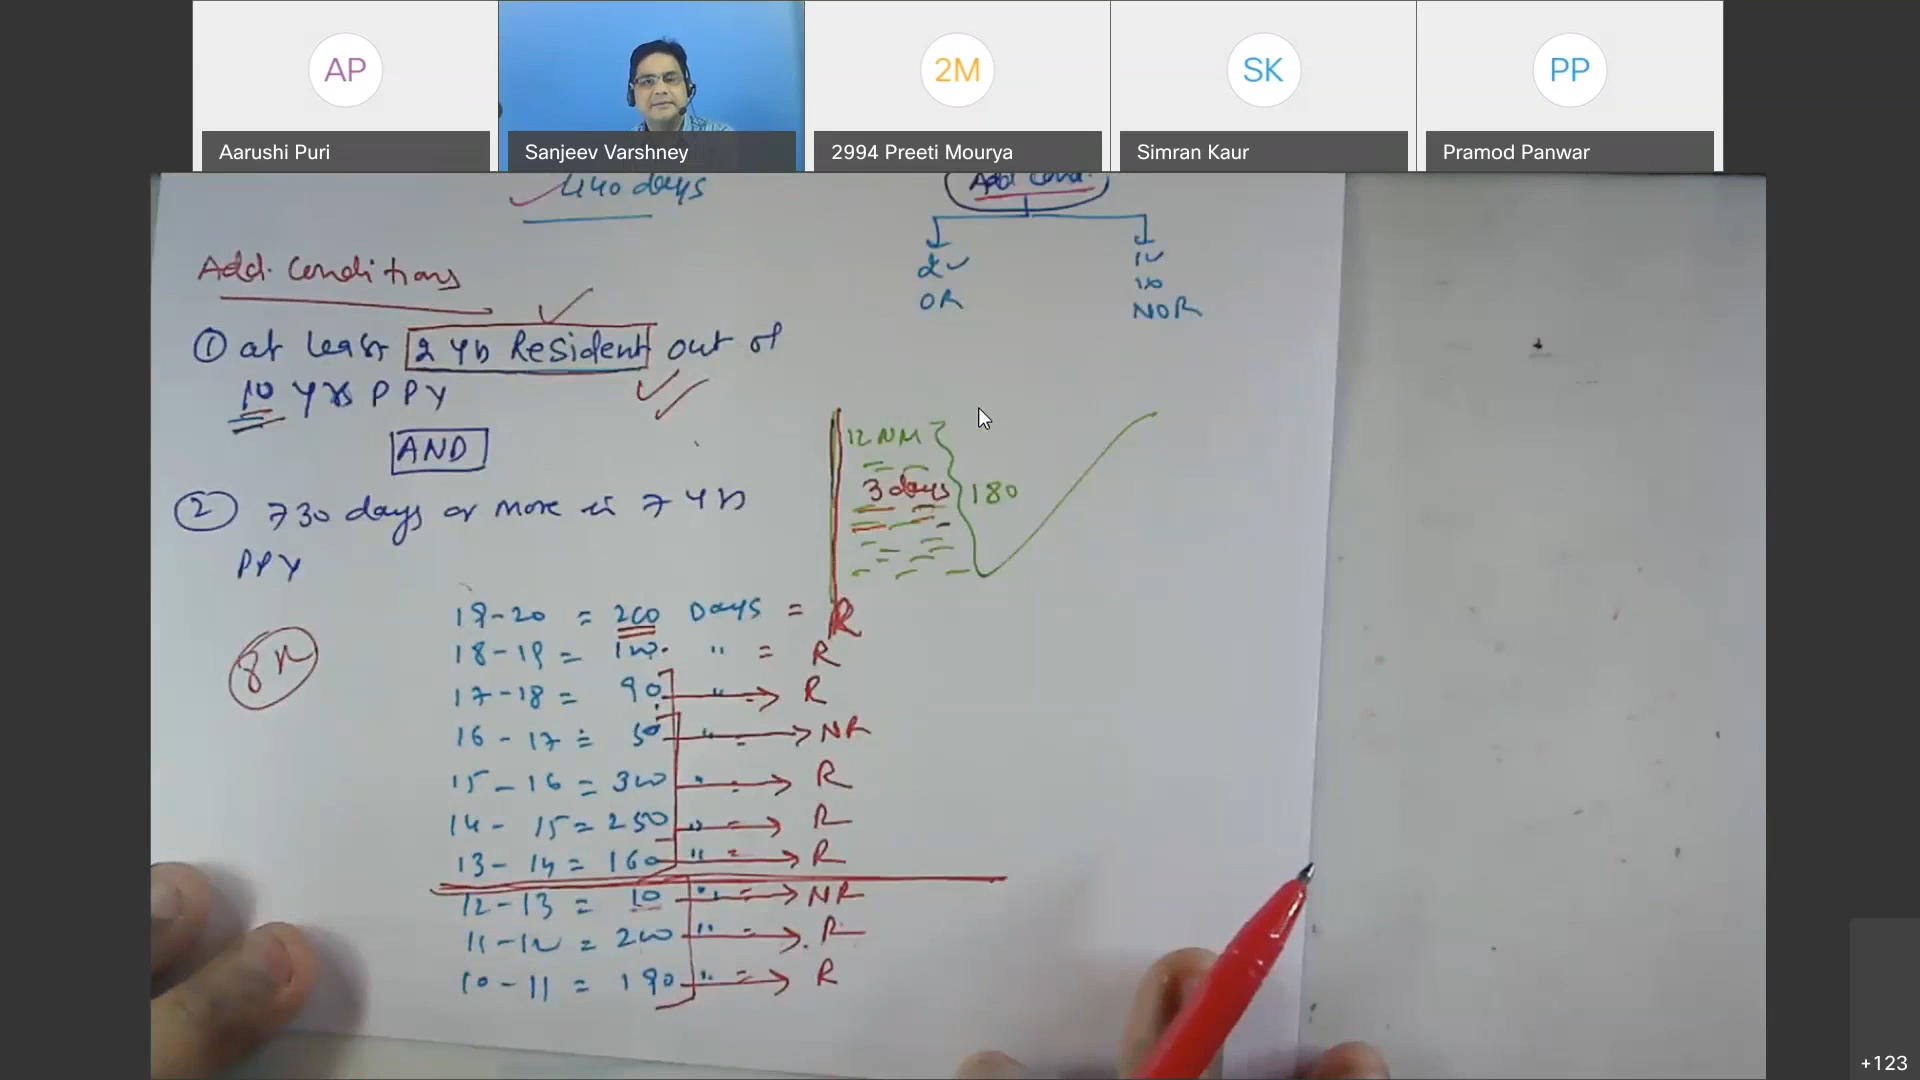 AP
2M
SK
PP
Aarushi Puri
Sanjeev Varshney
2994 Preeti Mourya
Simran Kaur
Pramod Panwar
440 days
Add. Cond.
2 ✓
OR
NOR
Add. Conditions
① at least 2 yrs Resident out of
10 yrs PPY
AND
② 730 days or more in 7 yrs
PPY
12 NM
3 days
180
19-20 = 200 Days = R
18-19 = 100 " = R
17-18 = 90 " = R
16-17 = 50 " = NR
15-16 = 300 " = R
14-15 = 250 " = R
13-14 = 160 " = R
12-13 = 10 " = NR
11-12 = 200 " = R
10-11 = 190 " = R
8R
+123